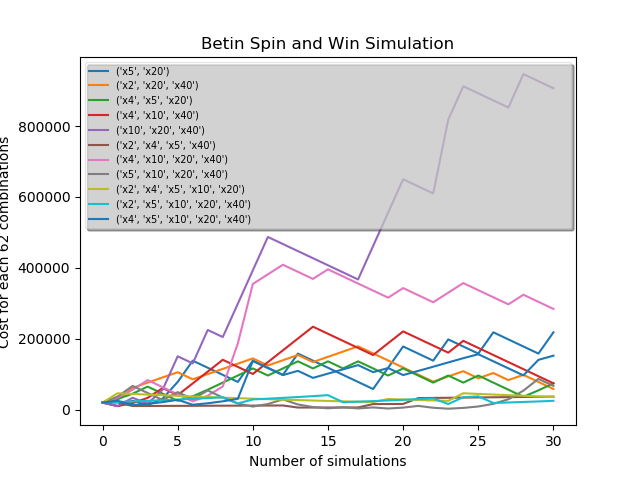 Betin Spin and Win Simulation
Cost for each 62 combinations
800000
600000
400000
200000
0
('x5', 'x20')
('x2', 'x20', 'x40')
('x4', 'x5', 'x20')
('x4', 'x10', 'x40')
('x10', 'x20', 'x40')
('x2', 'x4', 'x5', 'x40')
('x4', 'x10', 'x20', 'x40')
('x5', 'x10', 'x20', 'x40')
('x2', 'x4', 'x5', 'x10', 'x20')
('x2', 'x5', 'x10', 'x20', 'x40')
('x4', 'x5', 'x10', 'x20', 'x40')
0 5 10 15 20 25 30
Number of simulations